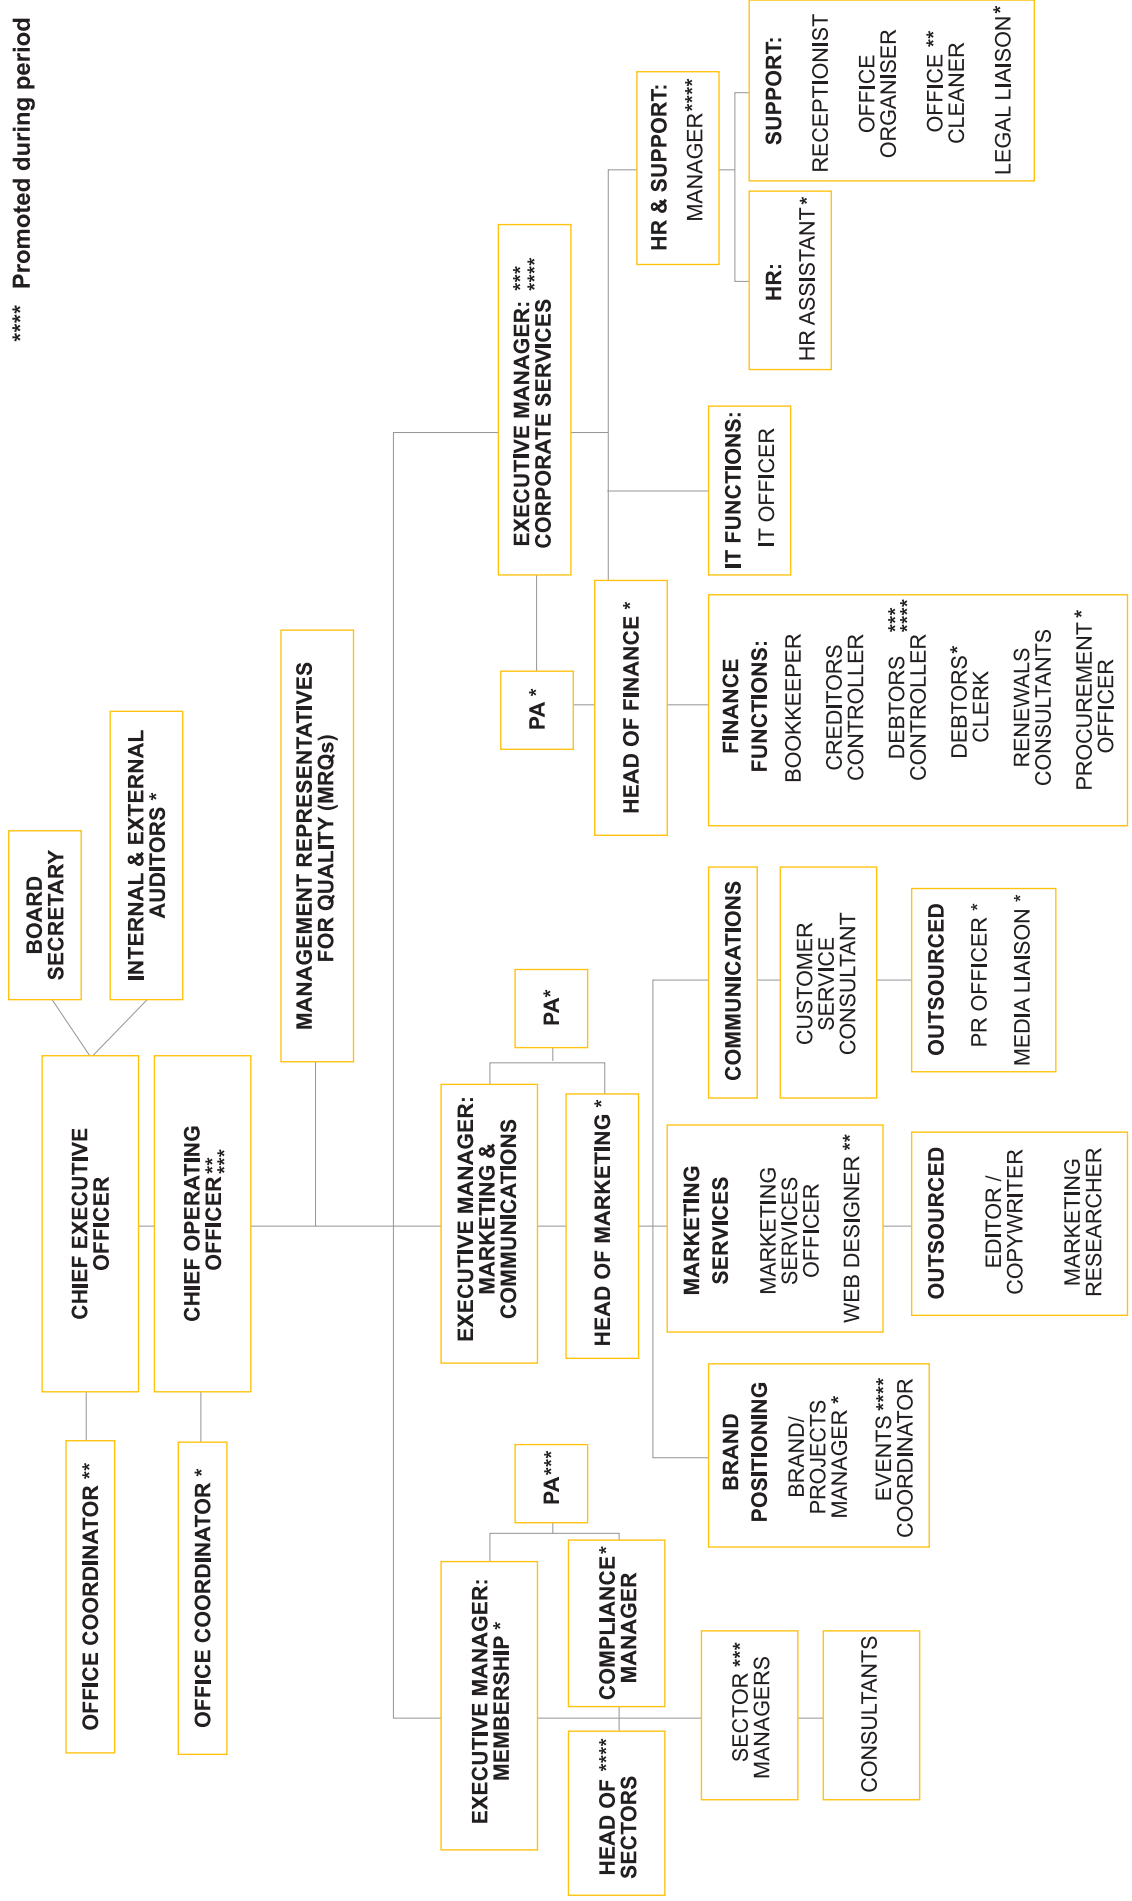 **** Promoted during period
BOARD
SECRETARY
INTERNAL & EXTERNAL
AUDITORS *
CHIEF EXECUTIVE
OFFICER
OFFICE COORDINATOR **
CHIEF OPERATING
OFFICER**
***
OFFICE COORDINATOR *
MANAGEMENT REPRESENTATIVES
FOR QUALITY (MRQs)
EXECUTIVE MANAGER:
MEMBERSHIP *
PA***
HEAD OF ****
SECTORS
COMPLIANCE*
MANAGER
SECTOR ***
MANAGERS
CONSULTANTS
EXECUTIVE MANAGER:
MARKETING &
COMMUNICATIONS
PA*
HEAD OF MARKETING *
BRAND
POSITIONING
BRAND/
PROJECTS
MANAGER *
EVENTS ****
COORDINATOR
MARKETING
SERVICES
MARKETING
SERVICES
OFFICER
WEB DESIGNER **
OUTSOURCED
EDITOR /
COPYWRITER
MARKETING
RESEARCHER
COMMUNICATIONS
CUSTOMER
SERVICE
CONSULTANT
OUTSOURCED
PR OFFICER *
MEDIA LIAISON *
EXECUTIVE MANAGER: ***
CORPORATE SERVICES ****
PA *
HEAD OF FINANCE *
FINANCE
FUNCTIONS:
BOOKKEEPER
CREDITORS
CONTROLLER
DEBTORS ***
CONTROLLER ****
DEBTORS*
CLERK
RENEWALS
CONSULTANTS
PROCUREMENT *
OFFICER
IT FUNCTIONS:
IT OFFICER
HR & SUPPORT:
MANAGER****
HR:
HR ASSISTANT *
SUPPORT:
RECEPTIONIST
OFFICE
ORGANISER
OFFICE **
CLEANER
LEGAL LIAISON*